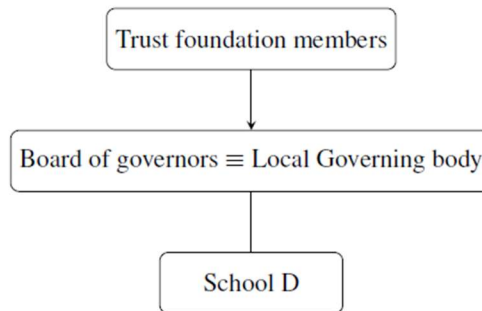 Trust foundation members
Board of governors ≡ Local Governing body
School D